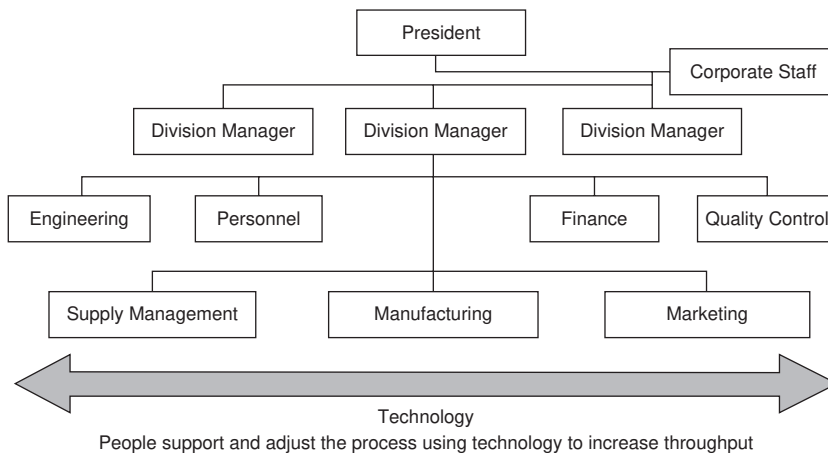 President
Corporate Staff
Division Manager
Division Manager
Division Manager
Engineering
Personnel
Finance
Quality Control
Supply Management
Manufacturing
Marketing
Technology
People support and adjust the process using technology to increase throughput